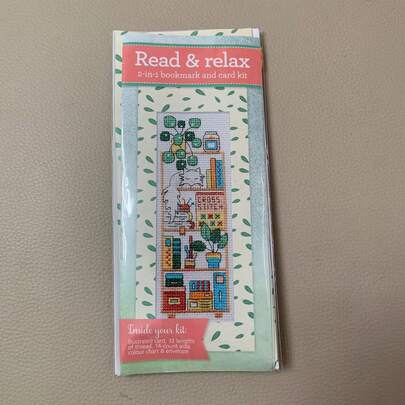 Read & relax
2-in-1 bookmark and card kit
CROSS
STITCH
Inside your kit
Illustrated card, 12 lengths
of thread, 14-count aida,
colour chart & envelope